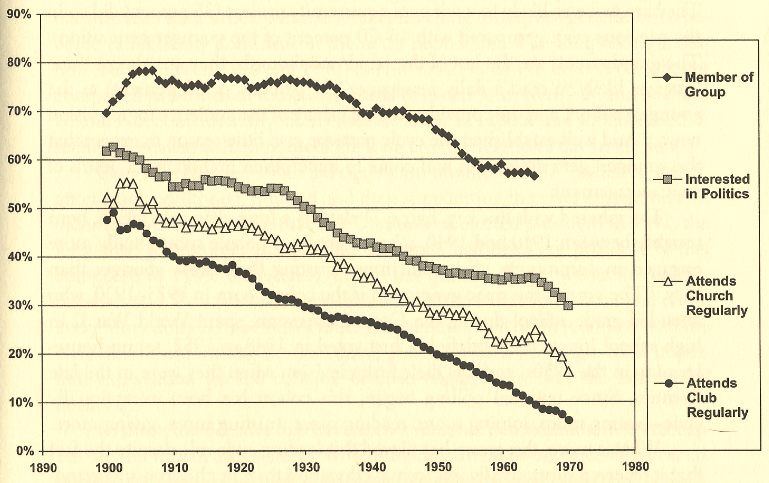 90%
80%
70%
60%
50%
40%
30%
20%
10%
0%
1890
1900
1910
1920
1930
1940
1950
1960
1970
1980
Member of
Group
Interested
in Politics
Attends
Church
Regularly
Attends
Club
Regularly